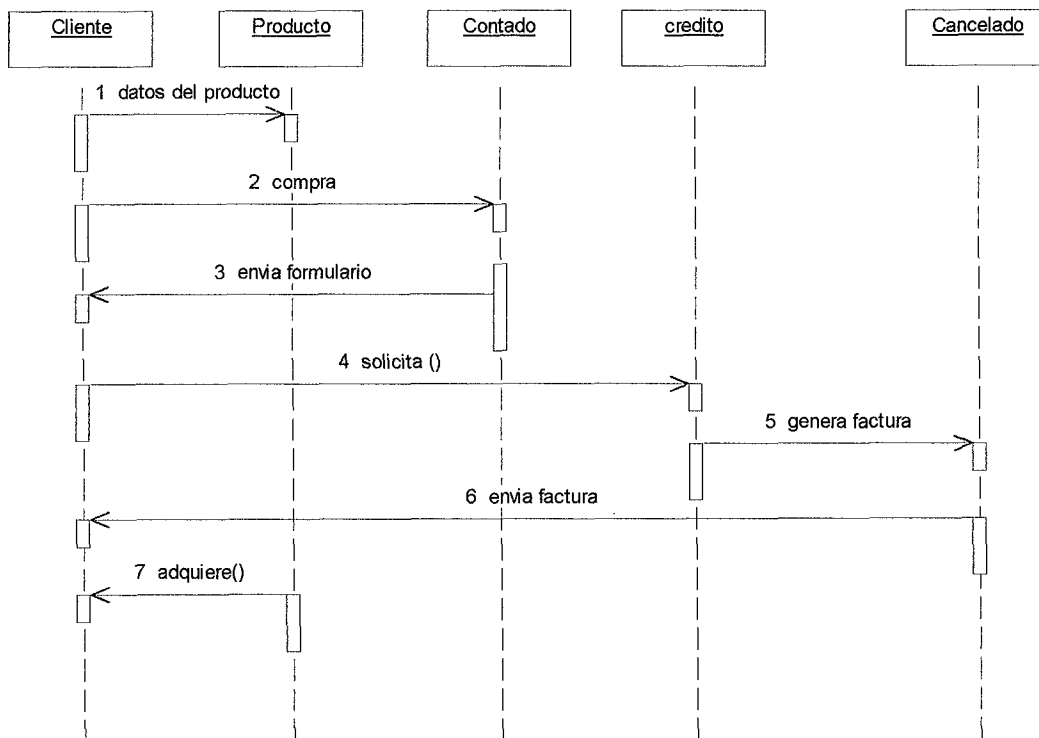 Cliente
Producto
Contado
credito
Cancelado
1 datos del producto
2 compra
3 envia formulario
4 solicita ()
5 genera factura
6 envia factura
7 adquiere()